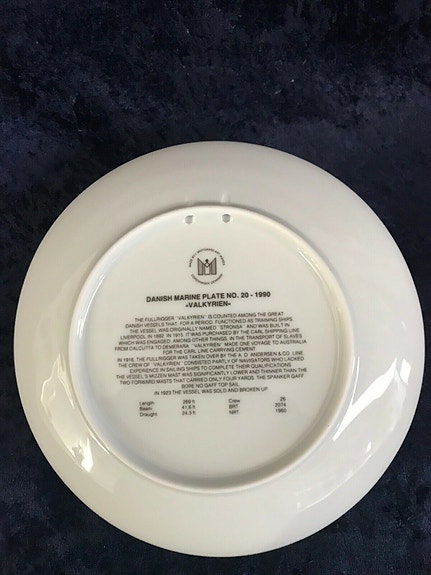 DANISH MARINE PLATE NO. 20 - 1990
«VALKYRIEN»
THE FULLRIGGER "VALKYRIEN" IS COUNTED AMONG THE GREAT
DANISH VESSELS THAT, FOR A PERIOD, FUNCTIONED AS TRAINING SHIPS.
THE VESSEL WAS ORIGINALLY NAMED "STRONSA" AND WAS BUILT IN
LIVERPOOL IN 1882. IN 1915, IT WAS PURCHASED BY THE CARL SHIPPING LINE
WHICH WAS ENGAGED, AMONG OTHER THINGS, IN THE TRANSPORT OF SLAVES
FROM CALCUTTA TO DEMERARA. "VALKYRIEN" MADE ONE VOYAGE TO AUSTRALIA
FOR THE CARL LINE CARRYING CEMENT.
IN 1916, THE FULLRIGGER WAS TAKEN OVER BY THE A. O. ANDERSEN & CO. LINE
THE CREW OF "VALKYRIEN" CONSISTED PARTLY OF NAVIGATORS WHO LACKED
EXPERIENCE IN SAILING SHIPS TO COMPLETE THEIR QUALIFICATIONS
THE VESSEL'S MIZZEN MAST WAS SIGNIFICANTLY LOWER AND THINNER THAN THE
TWO FORWARD MASTS THAT CARRIED ONLY FOUR YARDS. THE SPANKER GAFF
BORE NO GAFF TOP SAIL.
IN 1923 THE VESSEL WAS SOLD AND BROKEN UP
Length 269 ft Crew 26
Beam 41,6 ft BRT 2074
Draught 24,3 ft NRT 1960